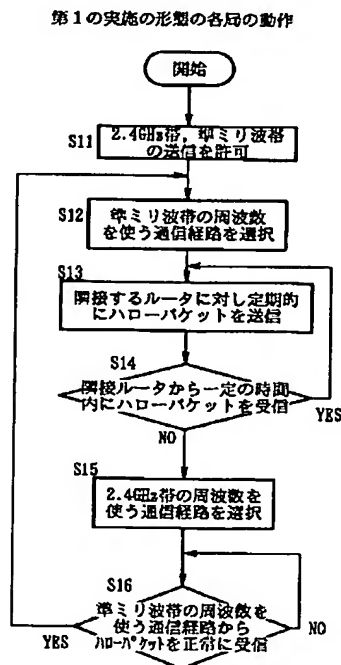 第1の実施の形態の各局の動作
開始
S11
2.4GHz帯，準ミリ波帯
の送信を許可
S12
準ミリ波帯の周波数
を使う通信経路を選択
S13
隣接するルータに対し定期的
にハローパケットを送信
S14
隣接ルータから一定の時間
内にハローパケットを受信
YES
NO
S15
2.4GHz帯の周波数を
使う通信経路を選択
S16
準ミリ波帯の周波数を
使う通信経路から
ハローパケットを正常に受信
YES
NO